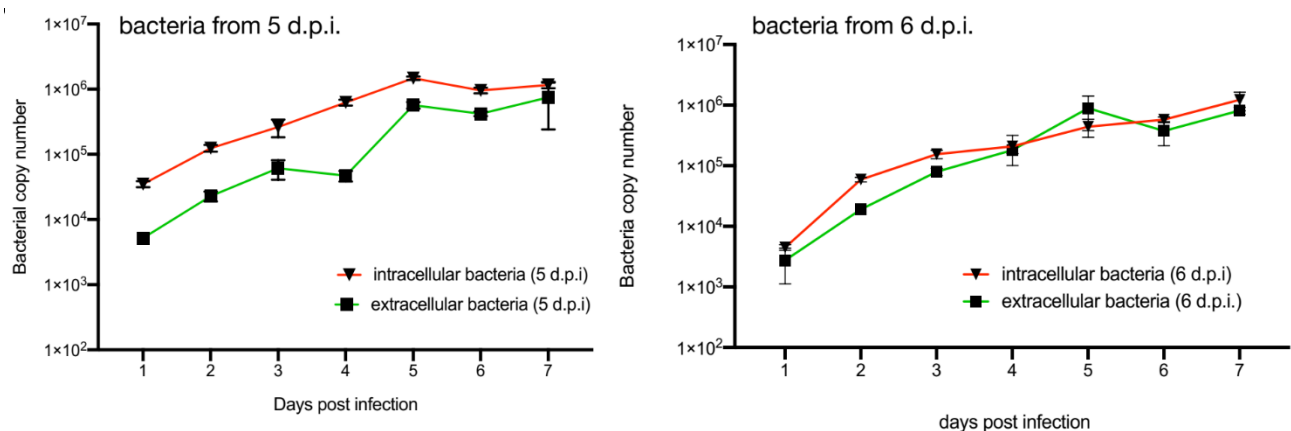 bacteria from 5 d.p.i.
1×10⁷
1×10⁶
1×10⁵
1×10⁴
1×10³
1×10²
Bacterial copy number
intracellular bacteria (5 d.p.i)
extracellular bacteria (5 d.p.i)
1 2 3 4 5 6 7
Days post infection
bacteria from 6 d.p.i.
1×10⁷
1×10⁶
1×10⁵
1×10⁴
1×10³
1×10²
Bacteria copy number
intracellular bacteria (6 d.p.i)
extracellular bacteria (6 d.p.i.)
1 2 3 4 5 6 7
days post infection